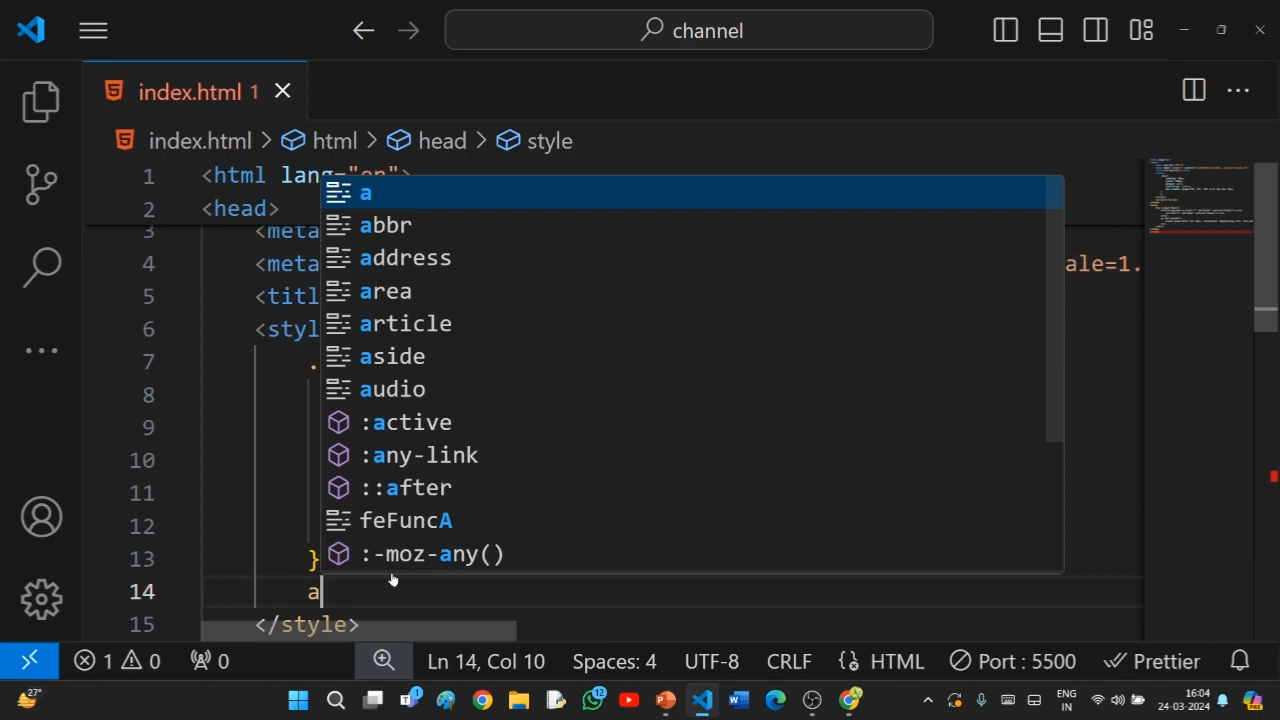 channel
index.html 1
index.html > html > head > style
1 <html lang="en">
2 <head>
3 <meta
4 <meta ale=1.
5 <titl
6 <styl
7 .
8
9
10
11
12
13 }
14 a
15 </style>
a
abbr
address
area
article
aside
audio
:active
:any-link
::after
feFuncA
:-moz-any()
1 0 0 Ln 14, Col 10 Spaces: 4 UTF-8 CRLF {} HTML Port : 5500 Prettier
27° 1 12 ENG IN 16:04 24-03-2024 PRE